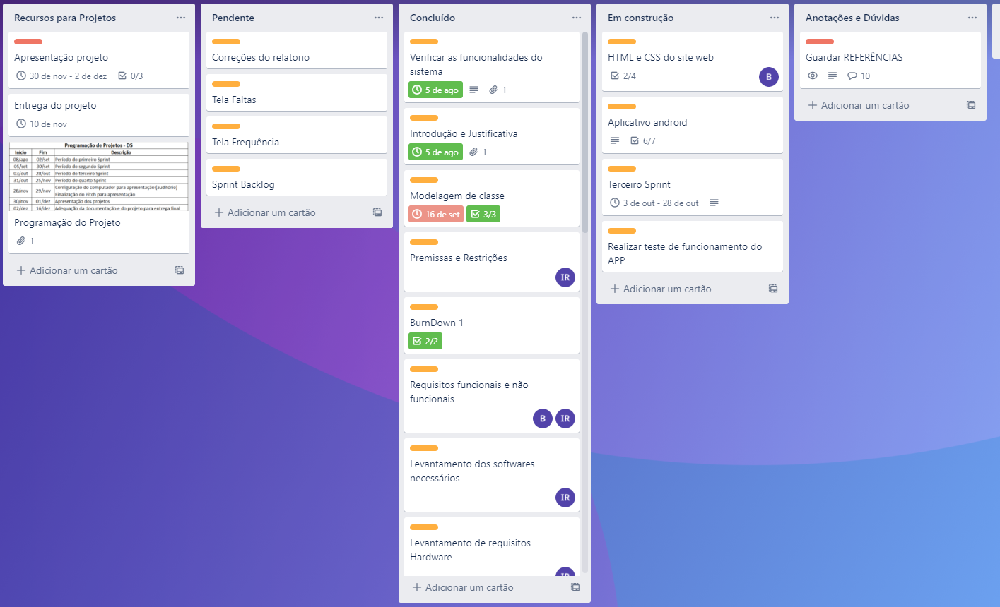 Recursos para Projetos
Apresentação projeto
30 de nov - 2 de dez 0/3
Entrega do projeto
10 de nov
Programação de Projetos - DS
Início Fim Descrição
08/ago 02/set Período do primeiro Sprint
05/set 30/set Período do segundo Sprint
03/out 28/out Período do terceiro Sprint
31/out 25/nov Período do quarto Sprint
28/nov 29/nov Configuração do computador para apresentação (auditório)
Finalização do Pitch para apresentação
30/nov 01/dez Apresentação dos projetos
02/dez 16/dez Adequação da documentação e do projeto para entrega final
Programação do Projeto
1
Adicionar um cartão
Pendente
Correções do relatorio
Tela Faltas
Tela Frequência
Sprint Backlog
Adicionar um cartão
Concluído
Verificar as funcionalidades do
sistema
5 de ago 1
Introdução e Justificativa
5 de ago 1
Modelagem de classe
16 de set 3/3
Premissas e Restrições
IR
BurnDown 1
2/2
Requisitos funcionais e não
funcionais
B IR
Levantamento dos softwares
necessários
IR
Levantamento de requisitos
Hardware
IR
Adicionar um cartão
Em construção
HTML e CSS do site web
2/4 B
Aplicativo android
6/7
Terceiro Sprint
3 de out - 28 de out
Realizar teste de funcionamento do
APP
Adicionar um cartão
Anotações e Dúvidas
Guardar REFERÊNCIAS
10
Adicionar um cartão